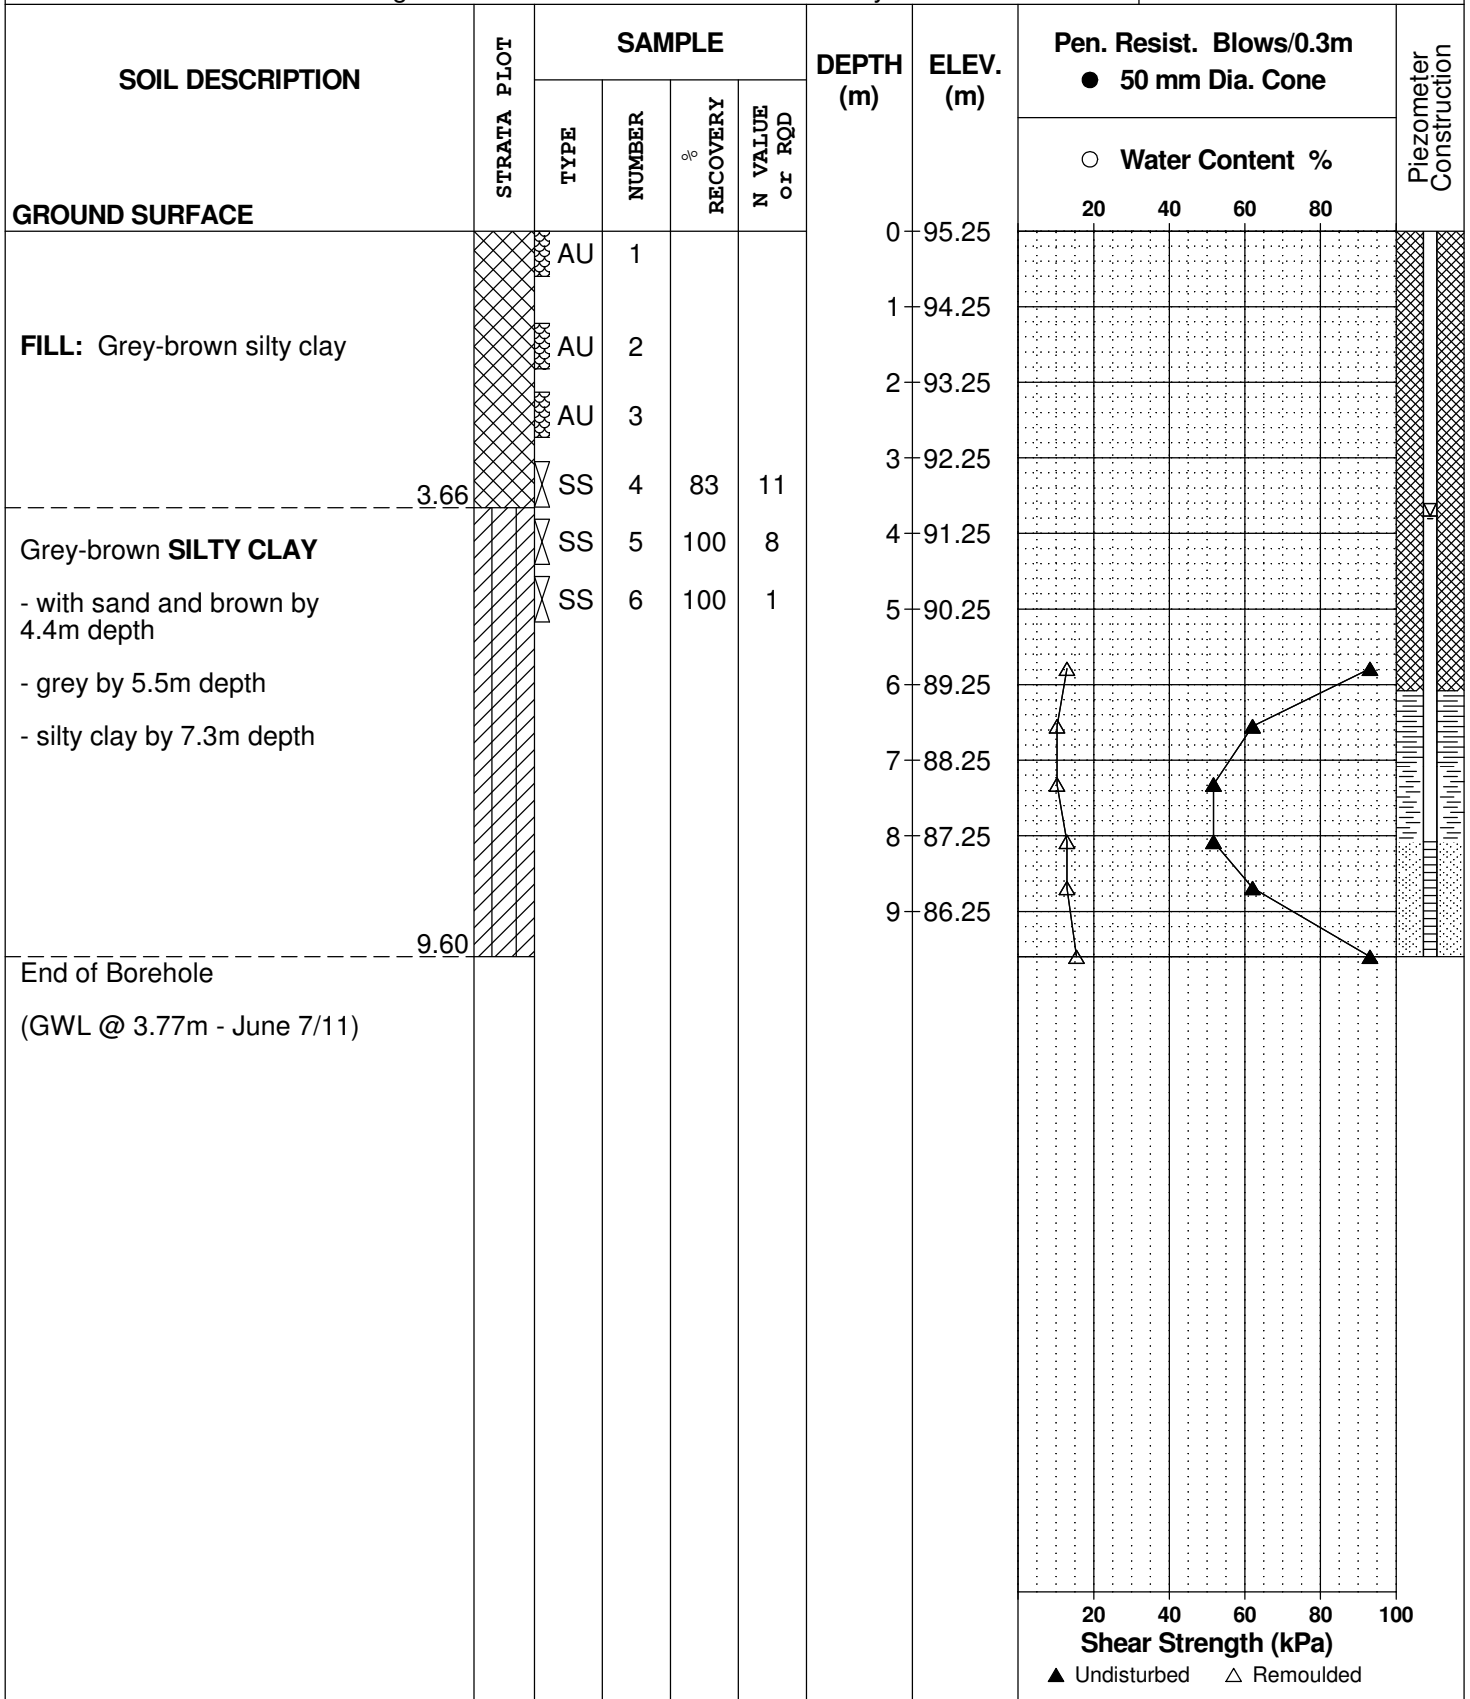 SOIL DESCRIPTION
STRATA PLOT
SAMPLE
TYPE
NUMBER
%
RECOVERY
N VALUE
or RQD
DEPTH
(m)
ELEV.
(m)
Pen. Resist. Blows/0.3m
● 50 mm Dia. Cone
○ Water Content %
20 40 60 80
Piezometer
Construction
GROUND SURFACE
0 95.25
AU 1
1 94.25
FILL: Grey-brown silty clay
AU 2
2 93.25
AU 3
3 92.25
SS 4 83 11
3.66
4 91.25
Grey-brown SILTY CLAY
SS 5 100 8
- with sand and brown by
4.4m depth
SS 6 100 1
5 90.25
- grey by 5.5m depth
6 89.25
- silty clay by 7.3m depth
7 88.25
8 87.25
9 86.25
9.60
End of Borehole
(GWL @ 3.77m - June 7/11)
20 40 60 80 100
Shear Strength (kPa)
▲ Undisturbed △ Remoulded